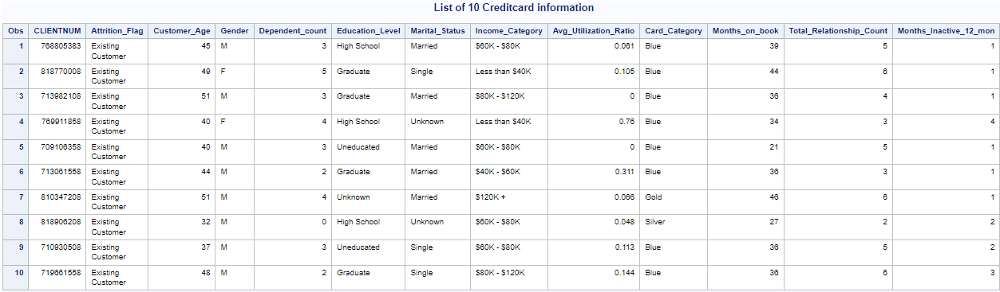 List of 10 Creditcard information
Obs CLIENTNUM Attrition_Flag Customer_Age Gender Dependent_count Education_Level Marital_Status Income_Category Avg_Utilization_Ratio Card_Category Months_on_book Total_Relationship_Count Months_Inactive_12_mon
1 768805383 Existing Customer 45 M 3 High School Married $60K - $80K 0.061 Blue 39 5 1
2 818770008 Existing Customer 49 F 5 Graduate Single Less than $40K 0.105 Blue 44 6 1
3 713982108 Existing Customer 51 M 3 Graduate Married $80K - $120K 0 Blue 36 4 1
4 769911858 Existing Customer 40 F 4 High School Unknown Less than $40K 0.76 Blue 34 3 4
5 709106358 Existing Customer 40 M 3 Uneducated Married $60K - $80K 0 Blue 21 5 1
6 713061558 Existing Customer 44 M 2 Graduate Married $40K - $60K 0.311 Blue 36 3 1
7 810347208 Existing Customer 51 M 4 Unknown Married $120K + 0.066 Gold 46 6 1
8 818906208 Existing Customer 32 M 0 High School Unknown $60K - $80K 0.048 Silver 27 2 2
9 710930508 Existing Customer 37 M 3 Uneducated Single $60K - $80K 0.113 Blue 36 5 2
10 719661558 Existing Customer 48 M 2 Graduate Single $80K - $120K 0.144 Blue 36 6 3